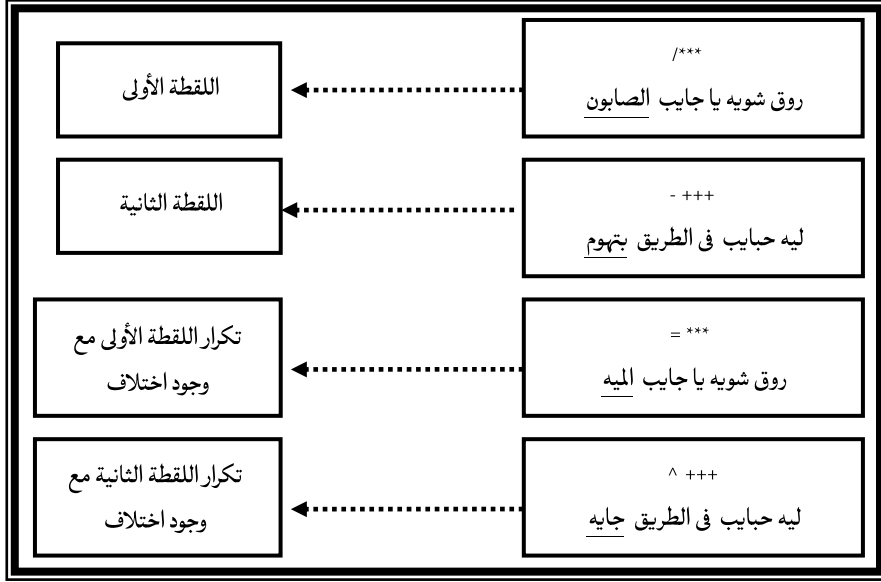 /***
روق شويه يا جايب الصابون
اللقطة الأولى
- +++
ليه حبايب فى الطريق بتهوم
اللقطة الثانية
= ***
روق شويه يا جايب الميه
تكرار اللقطة الأولى مع
وجود اختلاف
^ +++
ليه حبايب فى الطريق جايه
تكرار اللقطة الثانية مع
وجود اختلاف